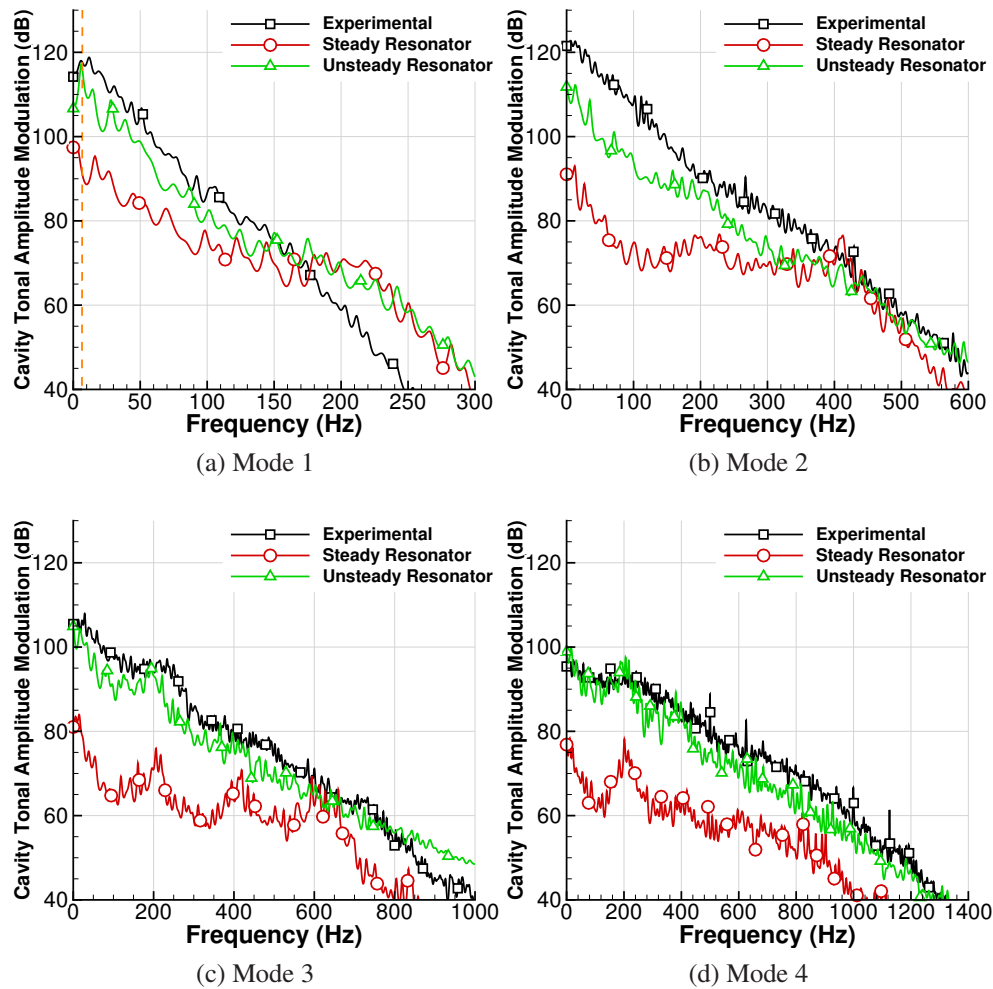 Cavity Tonal Amplitude Modulation (dB)
120
100
80
60
40
Experimental
Steady Resonator
Unsteady Resonator
0 50 100 150 200 250 300
Frequency (Hz)
(a) Mode 1
Cavity Tonal Amplitude Modulation (dB)
120
100
80
60
40
Experimental
Steady Resonator
Unsteady Resonator
0 100 200 300 400 500 600
Frequency (Hz)
(b) Mode 2
Cavity Tonal Amplitude Modulation (dB)
120
100
80
60
40
Experimental
Steady Resonator
Unsteady Resonator
0 200 400 600 800 1000
Frequency (Hz)
(c) Mode 3
Cavity Tonal Amplitude Modulation (dB)
120
100
80
60
40
Experimental
Steady Resonator
Unsteady Resonator
0 200 400 600 800 1000 1200 1400
Frequency (Hz)
(d) Mode 4